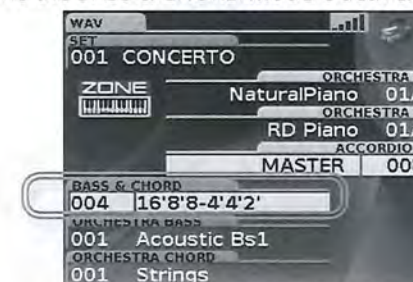 WAV
SET
001 CONCERTO
ZONE
ORCHESTRA
NaturalPiano 01
ORCHESTRA
RD Piano 01
ACCORDIO
MASTER 00
BASS & CHORD
004 16'8'8-4'4'2'
ORCHESTRA BASS
001 Acoustic Bs1
ORCHESTRA CHORD
001 Strings